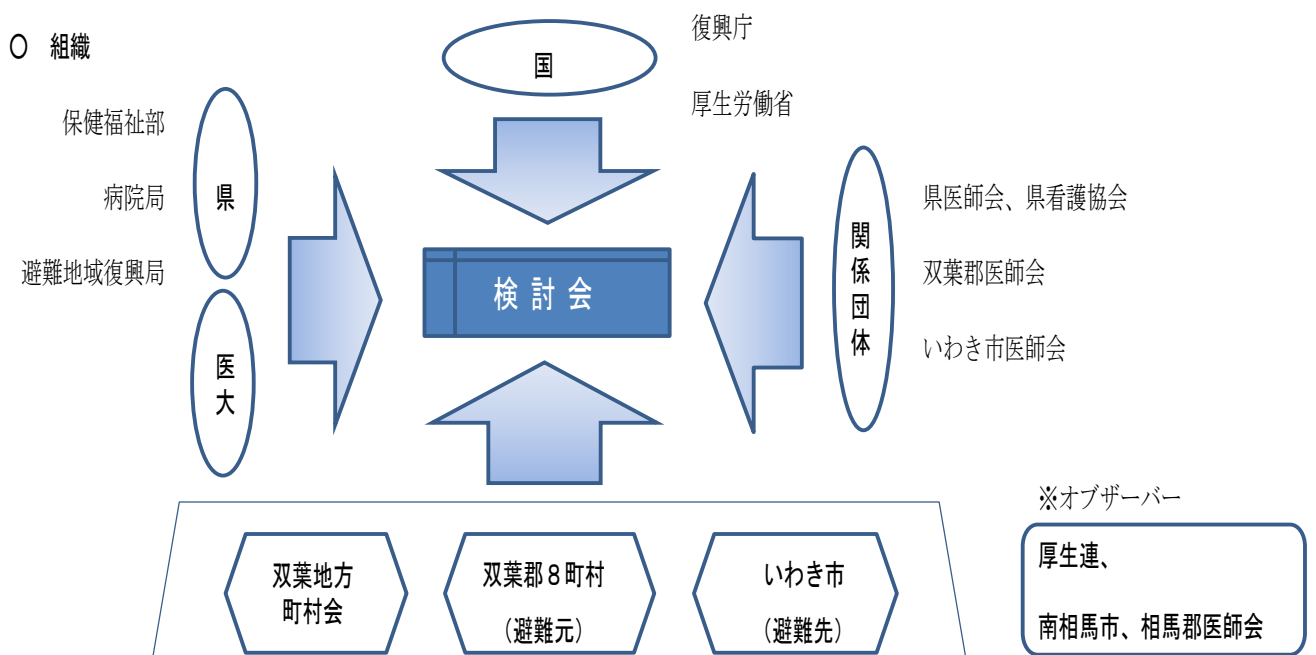 ○ 組織
国
復興庁
厚生労働省
保健福祉部
病院局
避難地域復興局
県
医大
検討会
関係団体
県医師会、県看護協会
双葉郡医師会
いわき市医師会
双葉地方
町村会
双葉郡８町村
（避難元）
いわき市
（避難先）
※オブザーバー
厚生連、
南相馬市、相馬郡医師会